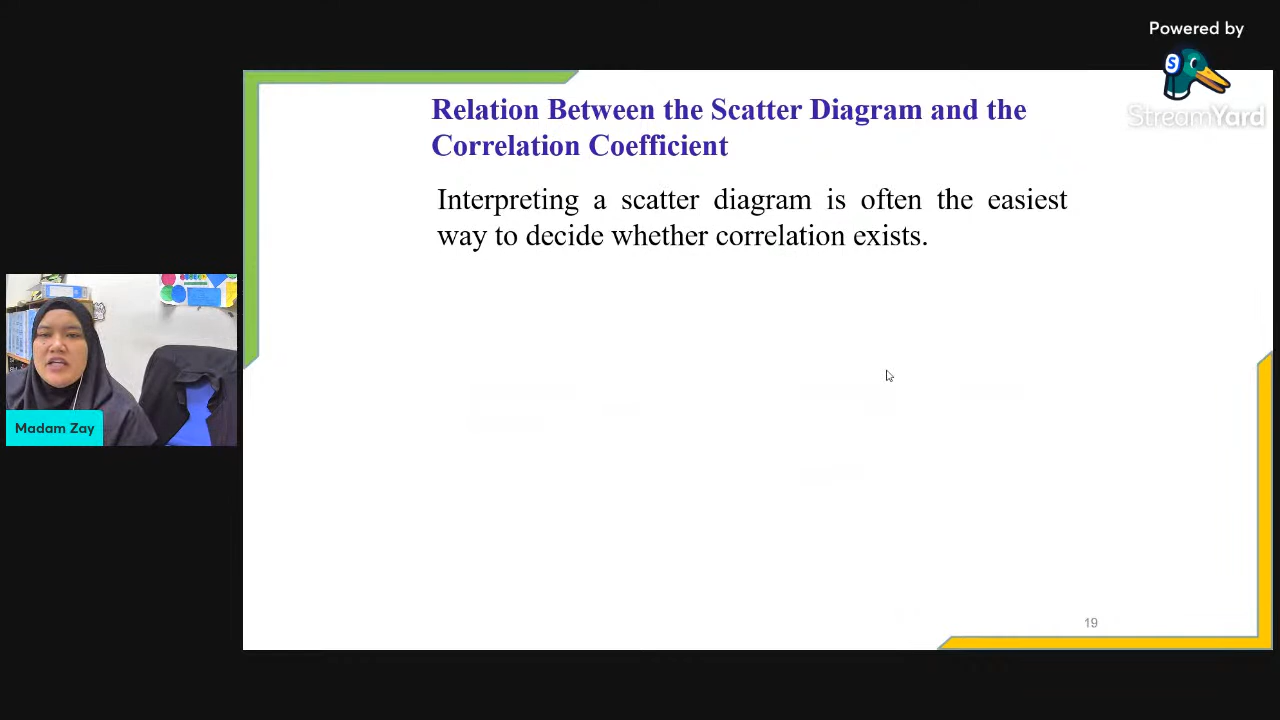 Powered by
S
StreamYard
Relation Between the Scatter Diagram and the
Correlation Coefficient
Interpreting a scatter diagram is often the easiest
way to decide whether correlation exists.
Madam Zay
19